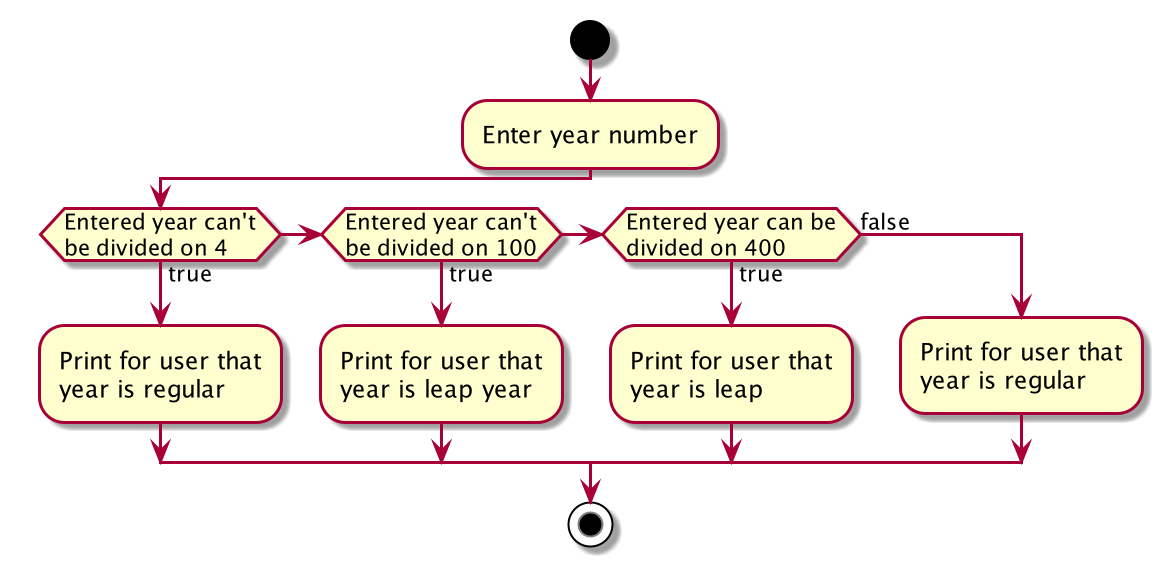 Enter year number
Entered year can't
be divided on 4
Entered year can't
be divided on 100
Entered year can be
divided on 400
false
true
true
true
Print for user that
year is regular
Print for user that
year is leap year
Print for user that
year is leap
Print for user that
year is regular